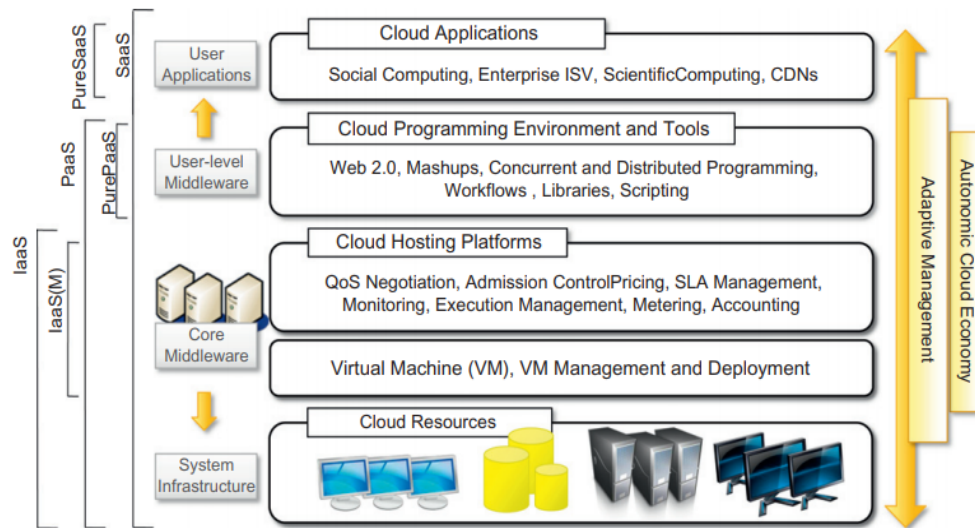 PureSaaS
SaaS
User
Applications
Cloud Applications
Social Computing, Enterprise ISV, ScientificComputing, CDNs
PaaS
PurePaaS
User-level
Middleware
Cloud Programming Environment and Tools
Web 2.0, Mashups, Concurrent and Distributed Programming,
Workflows , Libraries, Scripting
IaaS
IaaS(M)
Core
Middleware
Cloud Hosting Platforms
QoS Negotiation, Admission ControlPricing, SLA Management,
Monitoring, Execution Management, Metering, Accounting
Virtual Machine (VM), VM Management and Deployment
System
Infrastructure
Cloud Resources
Adaptive Management
Autonomic Cloud Economy